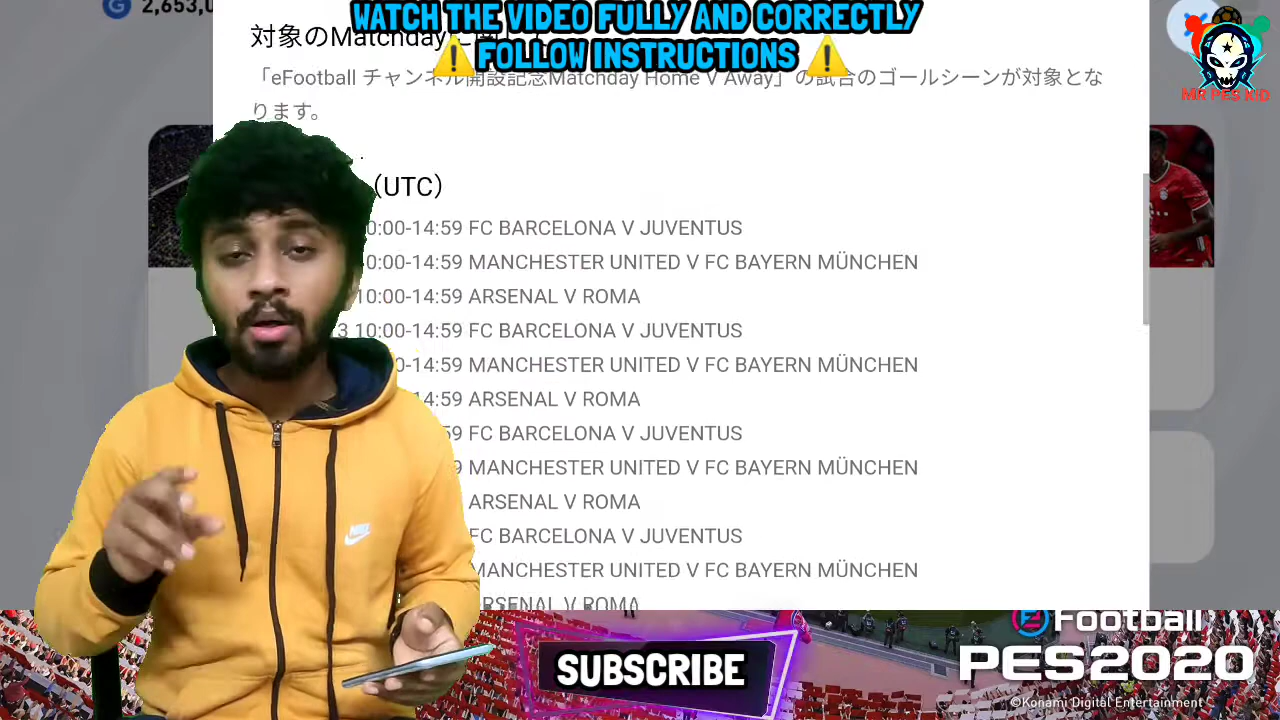 2,653,0
WATCH THE VIDEO FULLY AND CORRECTLY
⚠️FOLLOW INSTRUCTIONS ⚠️
対象のMatchday
「eFootball チャンネル開設記念Matchday Home V Away」の試合のゴールシーンが対象とな
ります。
MR PES KID
（UTC）
0:00-14:59 FC BARCELONA V JUVENTUS
0:00-14:59 MANCHESTER UNITED V FC BAYERN MÜNCHEN
10:00-14:59 ARSENAL V ROMA
3 10:00-14:59 FC BARCELONA V JUVENTUS
0-14:59 MANCHESTER UNITED V FC BAYERN MÜNCHEN
14:59 ARSENAL V ROMA
59 FC BARCELONA V JUVENTUS
9 MANCHESTER UNITED V FC BAYERN MÜNCHEN
ARSENAL V ROMA
FC BARCELONA V JUVENTUS
MANCHESTER UNITED V FC BAYERN MÜNCHEN
ARSENAL V ROMA
SUBSCRIBE
eFootball
PES2020
©Konami Digital Entertainment